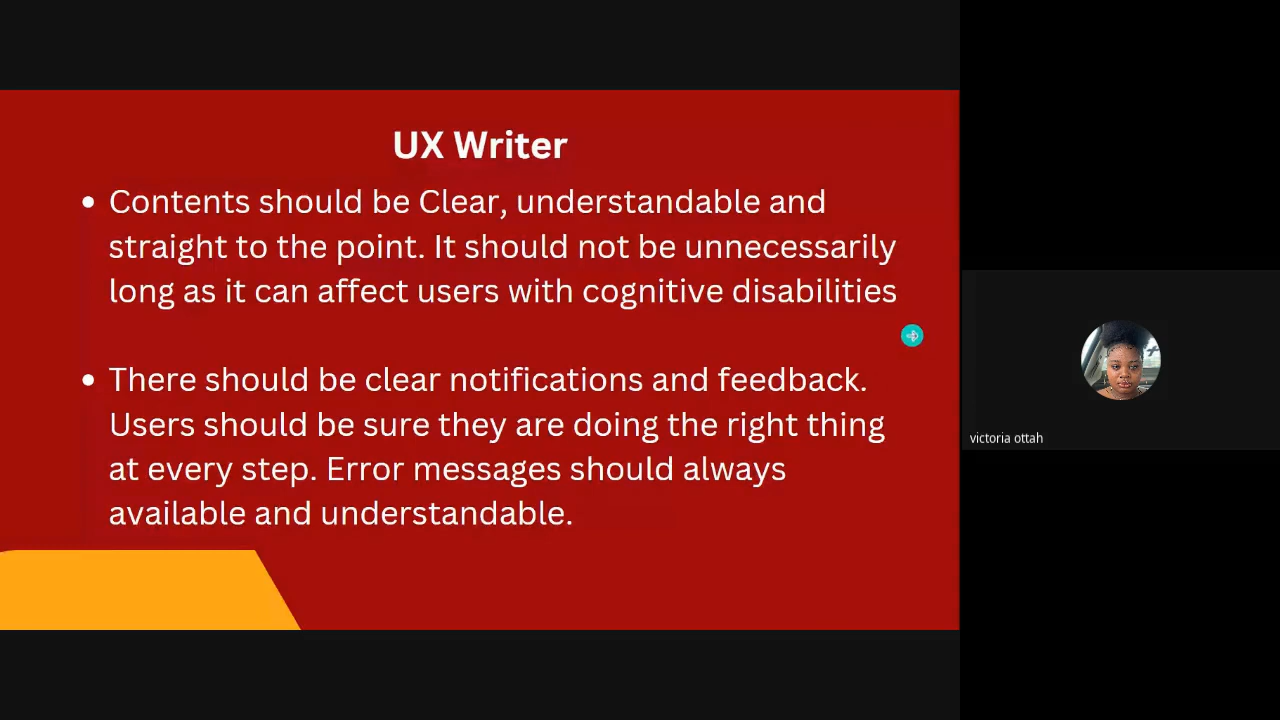 UX Writer
• Contents should be Clear, understandable and
straight to the point. It should not be unnecessarily
long as it can affect users with cognitive disabilities
• There should be clear notifications and feedback.
Users should be sure they are doing the right thing
at every step. Error messages should always
available and understandable.
victoria ottah